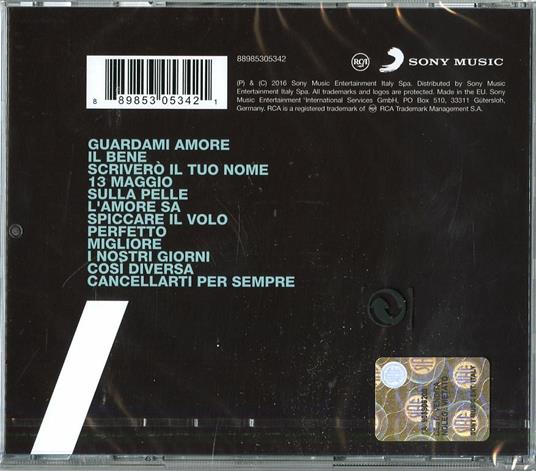 88985305342
RCA
SONY MUSIC
8 89853 05342 1
(P) & (C) 2016 Sony Music Entertainment Italy Spa. Distributed by Sony Music
Entertainment Italy Spa. All trademarks and logos are protected. Made in the EU. Sony
Music Entertainment International Services GmbH, PO Box 510, 33311 Gütersloh,
Germany. RCA is a registered trademark of RCA Trademark Management S.A.
GUARDAMI AMORE
IL BENE
SCRIVERÒ IL TUO NOME
13 MAGGIO
SULLA PELLE
L'AMORE SA
SPICCARE IL VOLO
PERFETTO
MIGLIORE
I NOSTRI GIORNI
COSÌ DIVERSA
CANCELLARTI PER SEMPRE